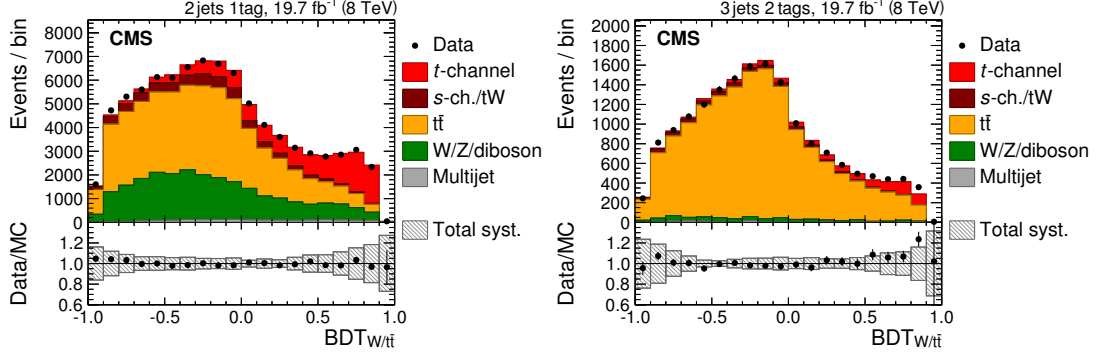 2 jets 1 tag, 19.7 fb⁻¹ (8 TeV)
CMS
Events / bin
8000
7000
6000
5000
4000
3000
2000
1000
0
Data
t-channel
s-ch./tW
tt̄
W/Z/diboson
Multijet
Total syst.
Data/MC
1.2
1.0
0.8
0.6
-1.0 -0.5 0.0 0.5 1.0
BDT W/tt̄
3 jets 2 tags, 19.7 fb⁻¹ (8 TeV)
CMS
Events / bin
2000
1800
1600
1400
1200
1000
800
600
400
200
0
Data
t-channel
s-ch./tW
tt̄
W/Z/diboson
Multijet
Total syst.
Data/MC
1.2
1.0
0.8
0.6
-1.0 -0.5 0.0 0.5 1.0
BDT W/tt̄